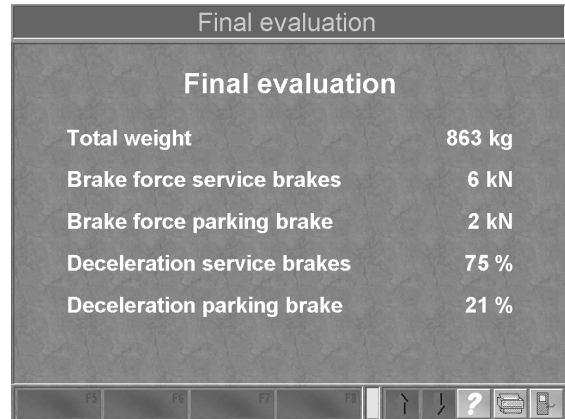 Final evaluation
Final evaluation
Total weight 863 kg
Brake force service brakes 6 kN
Brake force parking brake 2 kN
Deceleration service brakes 75 %
Deceleration parking brake 21 %
F5 F6 F7 F8 ?